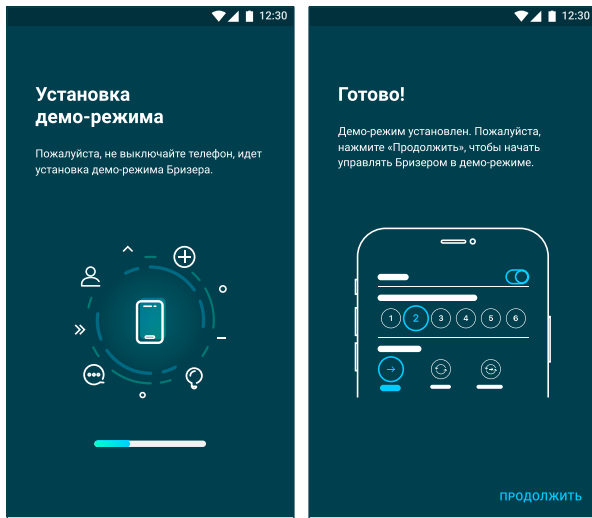 12:30
Установка
демо-режима
Пожалуйста, не выключайте телефон, идет
установка демо-режима Бризера.
12:30
Готово!
Демо-режим установлен. Пожалуйста,
нажмите «Продолжить», чтобы начать
управлять Бризером в демо-режиме.
1 2 3 4 5 6
ПРОДОЛЖИТЬ